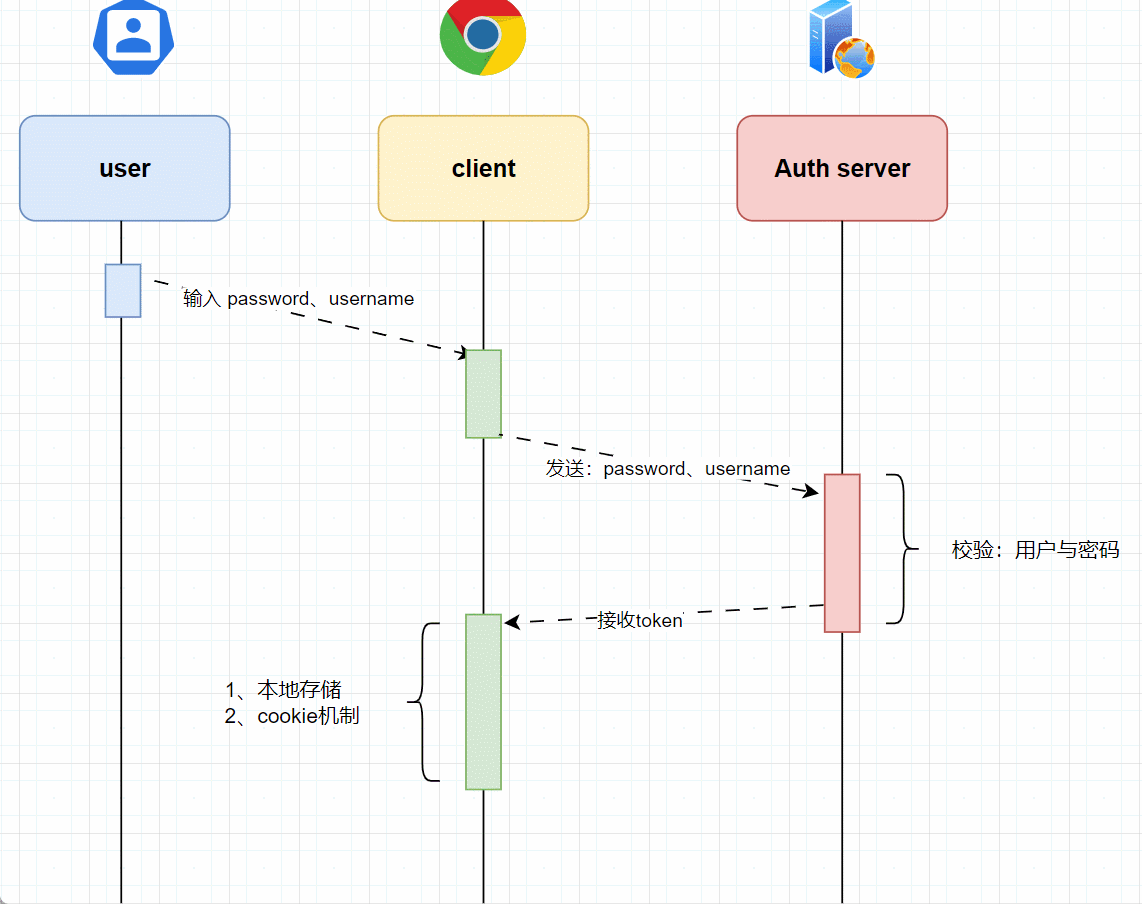 user
client
Auth server
输入 password、username
发送：password、username
校验：用户与密码
接收token
1、本地存储
2、cookie机制